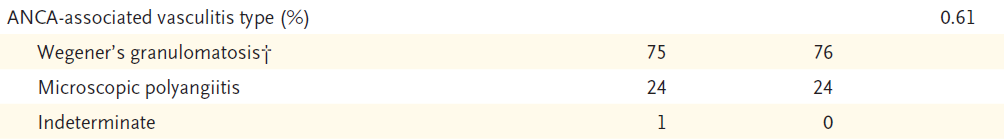 ANCA-associated vasculitis type (%) 0.61
Wegener's granulomatosis† 75 76
Microscopic polyangiitis 24 24
Indeterminate 1 0